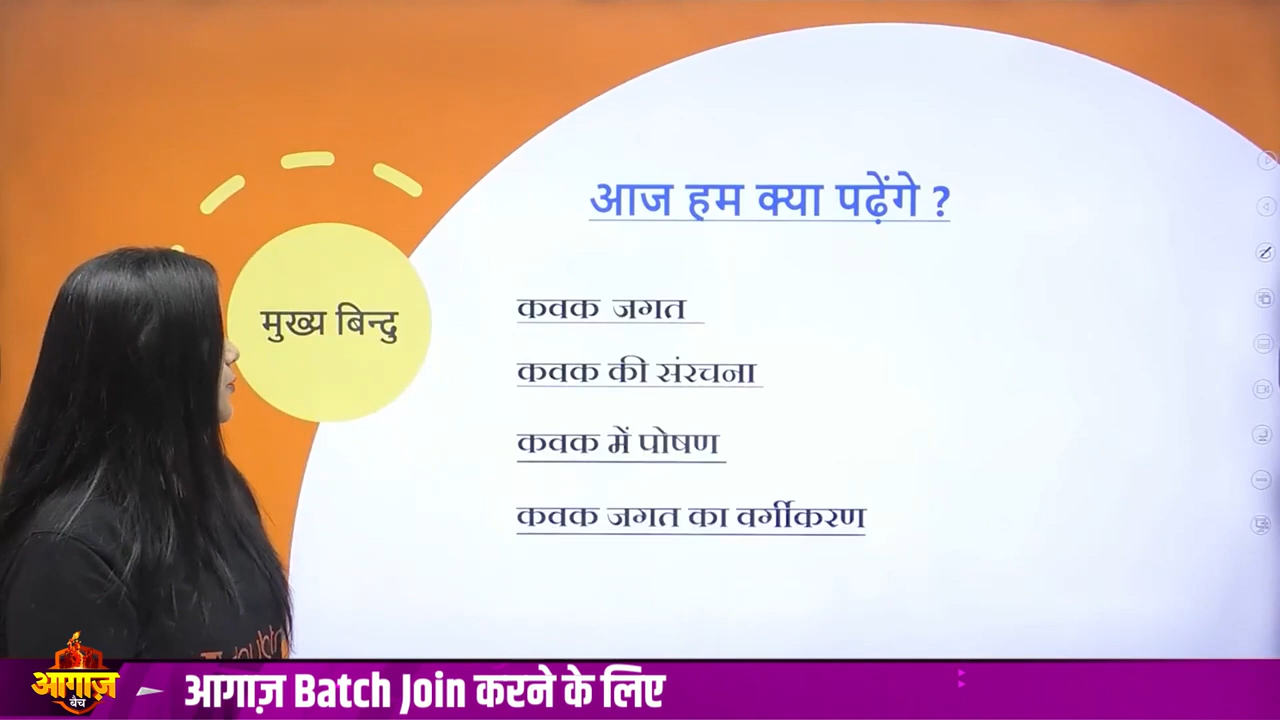 आज हम क्या पढ़ेंगे ?
मुख्य बिन्दु
कवक जगत
कवक की संरचना
कवक में पोषण
कवक जगत का वर्गीकरण
आगाज़
बैच
आगाज़ Batch Join करने के लिए